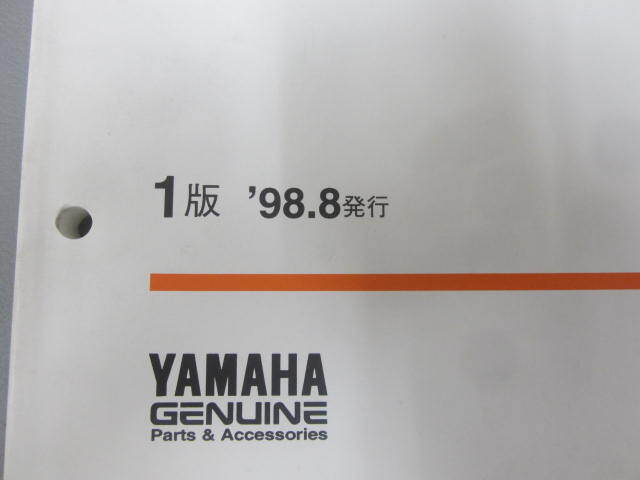 1版 '98.8発行
YAMAHA
GENUINE
Parts & Accessories